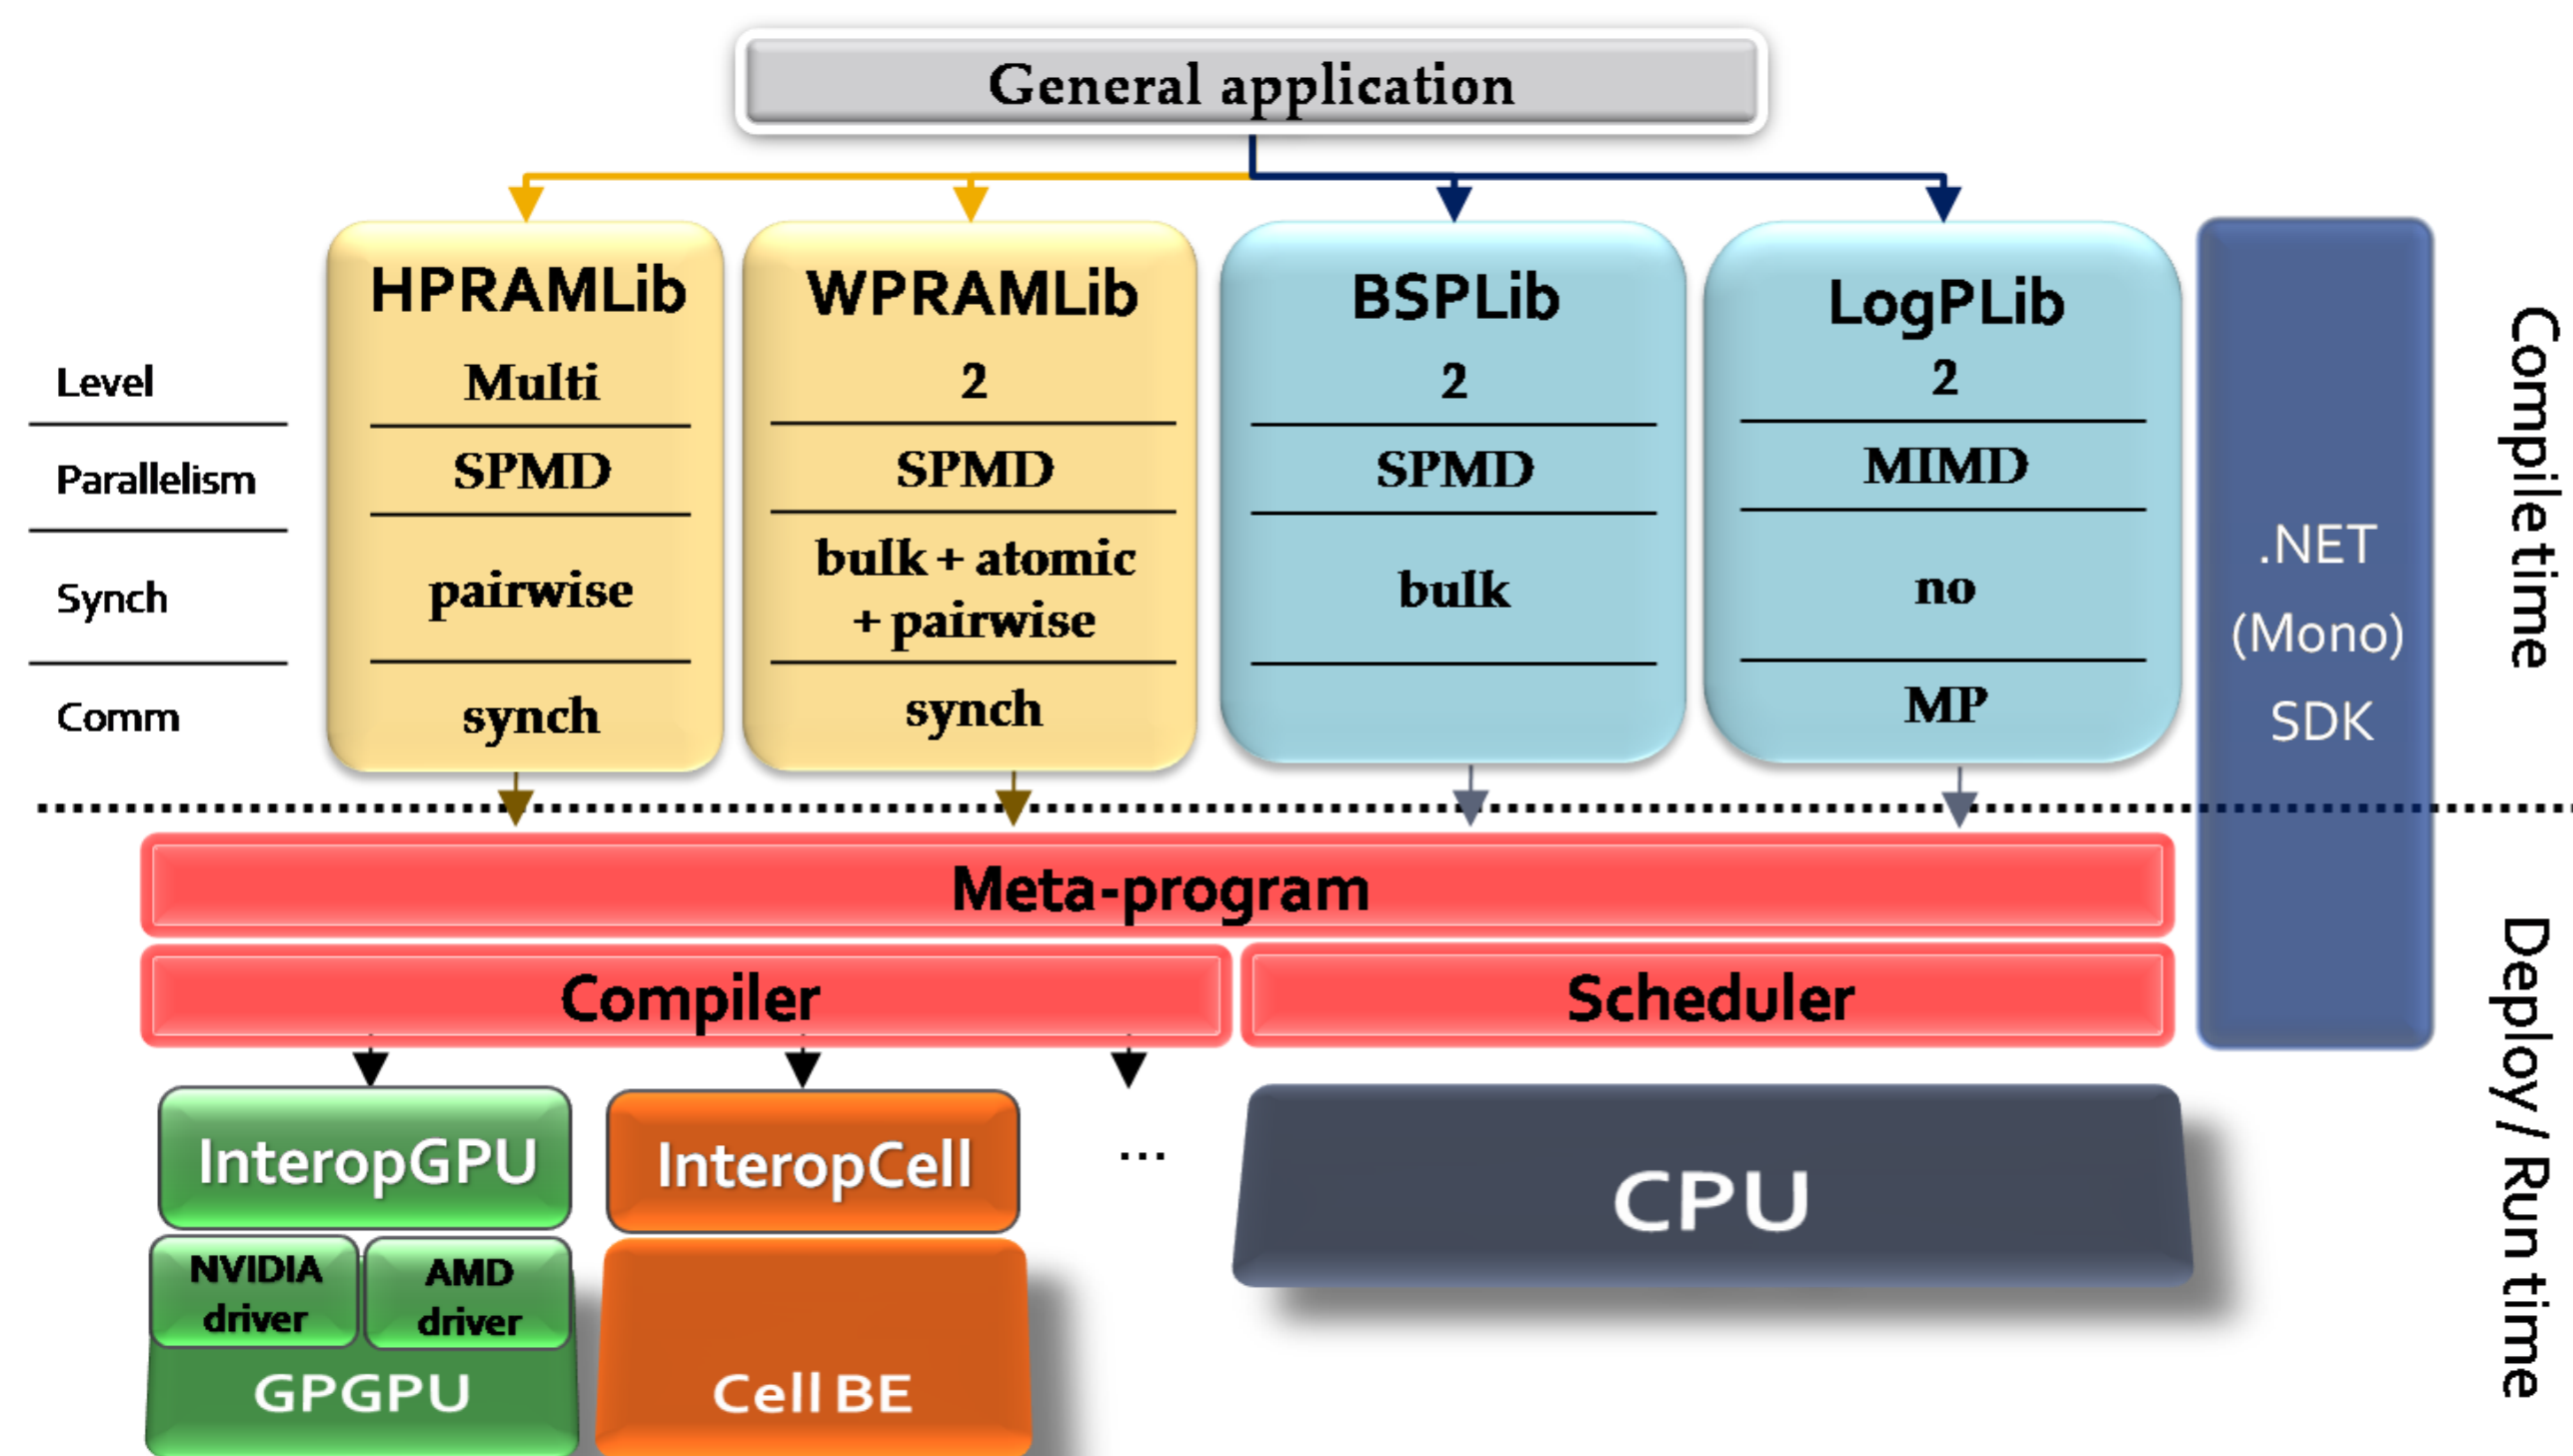 General application
HPRAMLib
WPRAMLib
BSPLib
LogPLib
Level
Multi
2
2
2
Parallelism
SPMD
SPMD
SPMD
MIMD
Synch
pairwise
bulk + atomic
+ pairwise
bulk
no
Comm
synch
synch
MP
.NET
(Mono)
SDK
Compile time
Meta-program
Compiler
Scheduler
Deploy / Run time
InteropGPU
InteropCell
...
CPU
NVIDIA
driver
AMD
driver
GPGPU
Cell BE